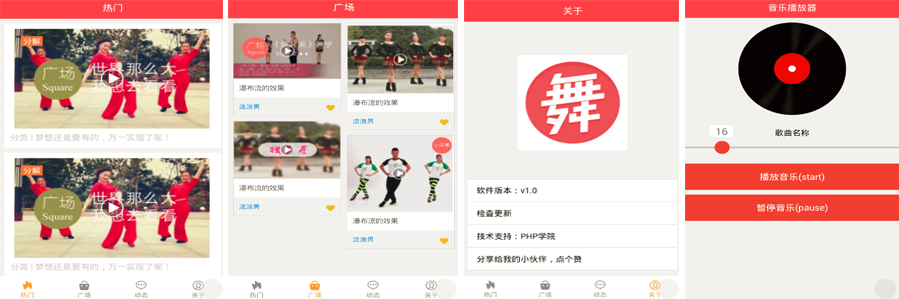 热门
分解
广场
Square
世界那么大
我想去看看
分类 | 梦想还是要有的，万一实现了呢！
分解
广场
Square
世界那么大
我想去看看
分类 | 梦想还是要有的，万一实现了呢！
热门
广场
动态
关于
广场
广场
Square
瀑布流的效果
流浪男
瀑布流的效果
流浪男
瀑布流的效果
流浪男
瀑布流的效果
流浪男
热门
广场
动态
关于
关于
舞
软件版本：v1.0
检查更新
技术支持：PHP学院
分享给我的小伙伴，点个赞
热门
广场
动态
关于
音乐播放器
歌曲名称
16
播放音乐(start)
暂停音乐(pause)